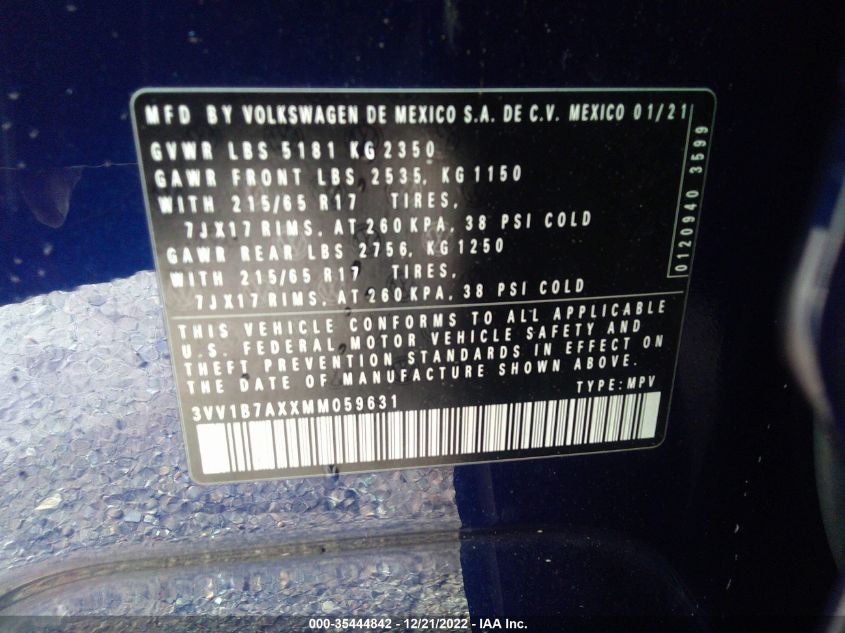 MFD BY VOLKSWAGEN DE MEXICO S.A. DE C.V. MEXICO 01/21
GVWR LBS 5181 KG 2350
GAWR FRONT LBS 2535, KG 1150
WITH 215/65 R17 TIRES,
7JX17 RIMS, AT 260 KPA, 38 PSI COLD
GAWR REAR LBS 2756, KG 1250
WITH 215/65 R17 TIRES,
7JX17 RIMS, AT 260 KPA, 38 PSI COLD
0120940 3599
THIS VEHICLE CONFORMS TO ALL APPLICABLE
U.S. FEDERAL MOTOR VEHICLE SAFETY AND
THEFT PREVENTION STANDARDS IN EFFECT ON
THE DATE OF MANUFACTURE SHOWN ABOVE.
TYPE: MPV
3VV1B7AXXMM059631
000-35444842 - 12/21/2022 - IAA Inc.